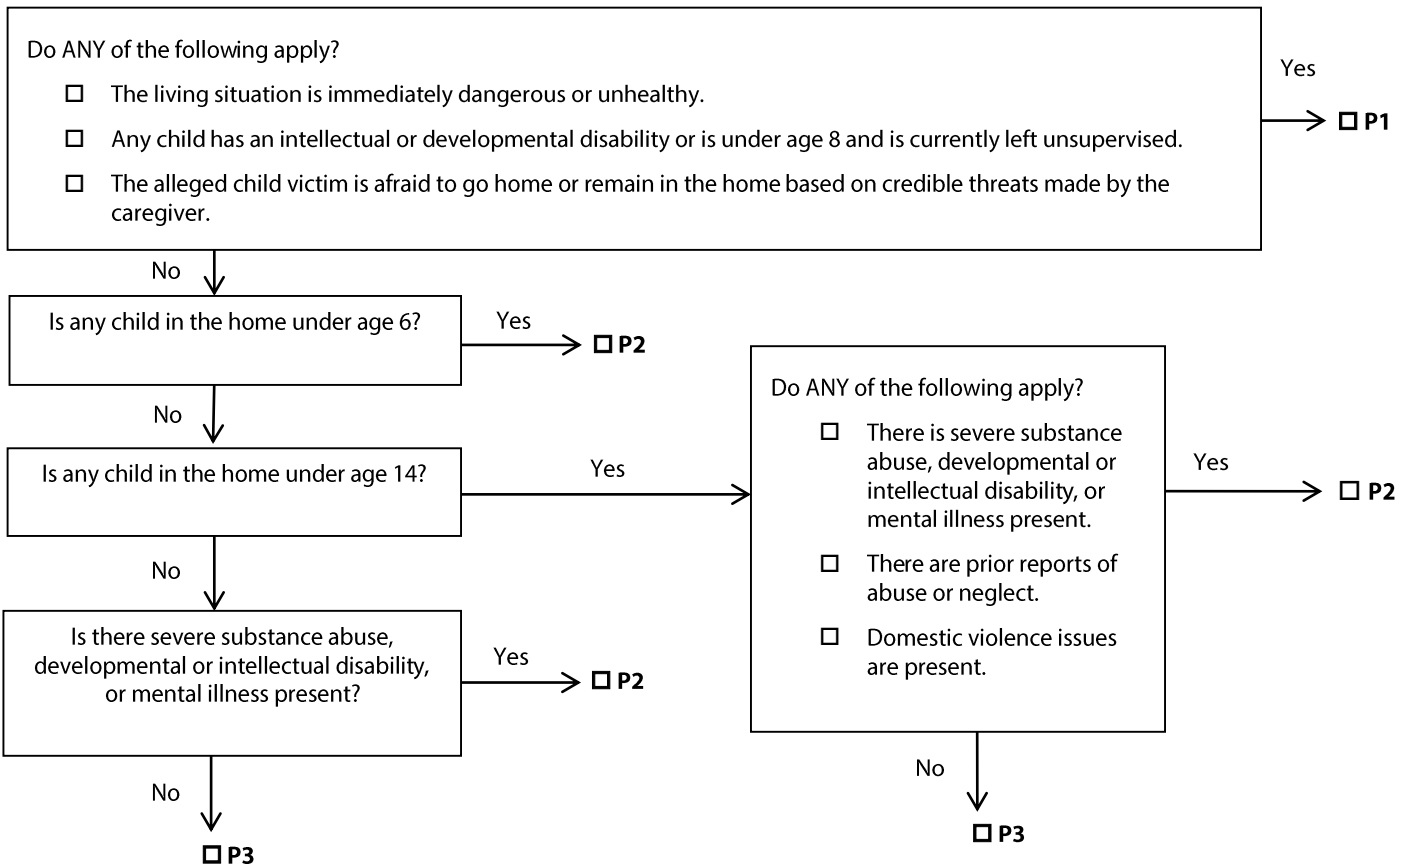 Do ANY of the following apply?
Yes
☐ The living situation is immediately dangerous or unhealthy.
☐ P1
☐ Any child has an intellectual or developmental disability or is under age 8 and is currently left unsupervised.
☐ The alleged child victim is afraid to go home or remain in the home based on credible threats made by the
caregiver.
No
Is any child in the home under age 6?
Yes
☐ P2
No
Is any child in the home under age 14?
Yes
Do ANY of the following apply?
☐ There is severe substance
abuse, developmental or
intellectual disability, or
mental illness present.
☐ There are prior reports of
abuse or neglect.
☐ Domestic violence issues
are present.
Yes
☐ P2
No
☐ P3
No
Is there severe substance abuse,
developmental or intellectual disability,
or mental illness present?
Yes
☐ P2
No
☐ P3